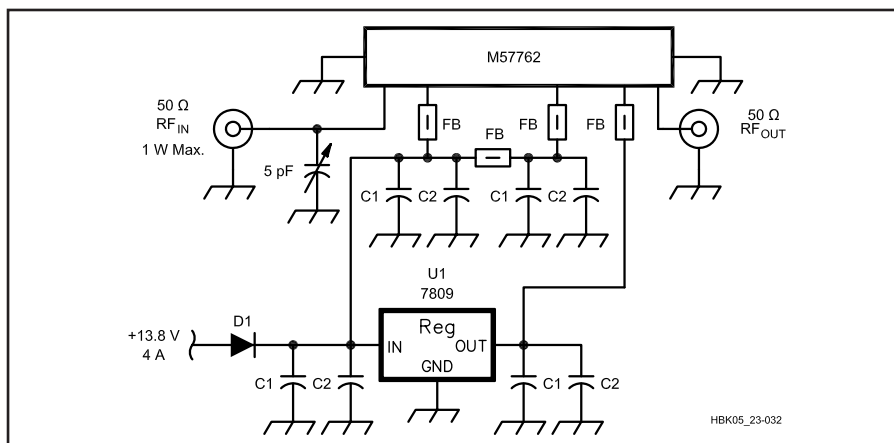 M57762
50 Ω
RF_IN
1 W Max.
50 Ω
RF_OUT
FB
FB
FB
FB
5 pF
C1
C2
C1
C2
U1
7809
+13.8 V
4 A
D1
Reg
IN
OUT
GND
C1
C2
C1
C2
HBK05_23-032